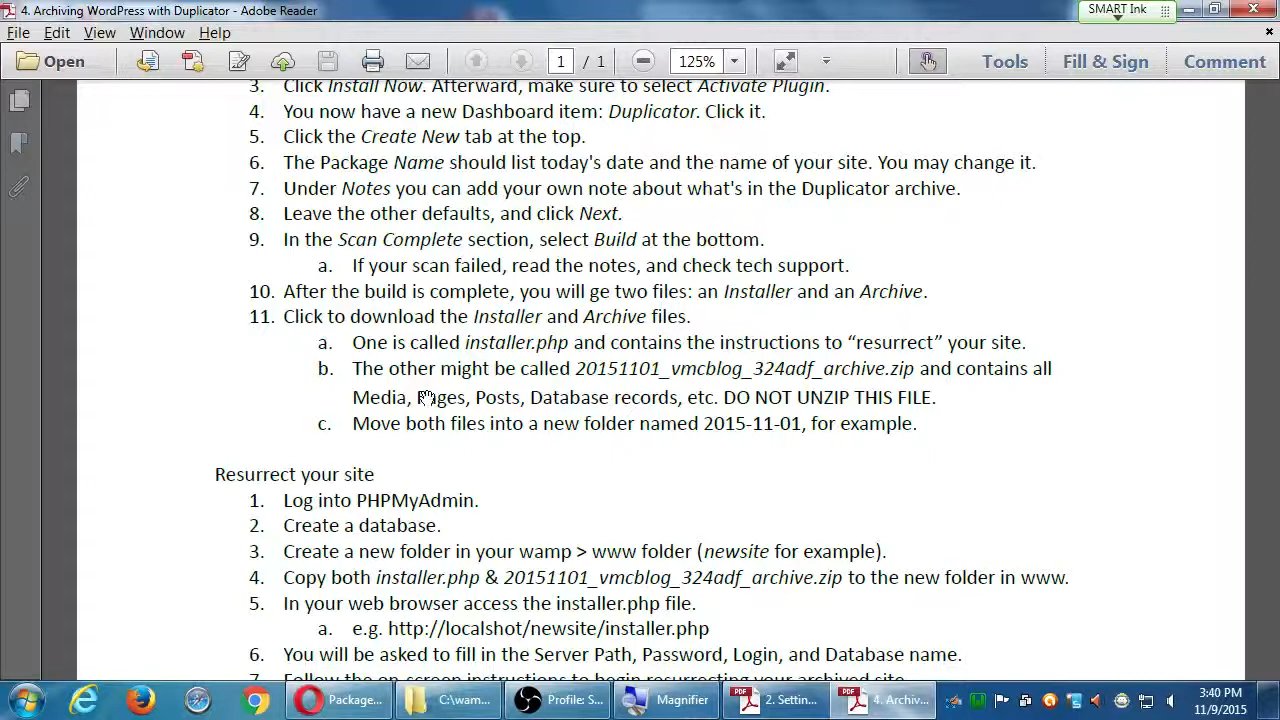 4. Archiving WordPress with Duplicator - Adobe Reader
SMART Ink
File Edit View Window Help
Open 1 / 1 125% Tools Fill & Sign Comment
3. Click Install Now. Afterward, make sure to select Activate Plugin.
4. You now have a new Dashboard item: Duplicator. Click it.
5. Click the Create New tab at the top.
6. The Package Name should list today's date and the name of your site. You may change it.
7. Under Notes you can add your own note about what's in the Duplicator archive.
8. Leave the other defaults, and click Next.
9. In the Scan Complete section, select Build at the bottom.
a. If your scan failed, read the notes, and check tech support.
10. After the build is complete, you will ge two files: an Installer and an Archive.
11. Click to download the Installer and Archive files.
a. One is called installer.php and contains the instructions to “resurrect” your site.
b. The other might be called 20151101_vmcblog_324adf_archive.zip and contains all
Media, Pages, Posts, Database records, etc. DO NOT UNZIP THIS FILE.
c. Move both files into a new folder named 2015-11-01, for example.
Resurrect your site
1. Log into PHPMyAdmin.
2. Create a database.
3. Create a new folder in your wamp > www folder (newsite for example).
4. Copy both installer.php & 20151101_vmcblog_324adf_archive.zip to the new folder in www.
5. In your web browser access the installer.php file.
a. e.g. http://localshot/newsite/installer.php
6. You will be asked to fill in the Server Path, Password, Login, and Database name.
7. Follow the on-screen instructions to begin resurrecting your archived site.
Package... C:\wam... Profile: S... Magnifier 2. Settin... 4. Archiv...
3:40 PM
11/9/2015